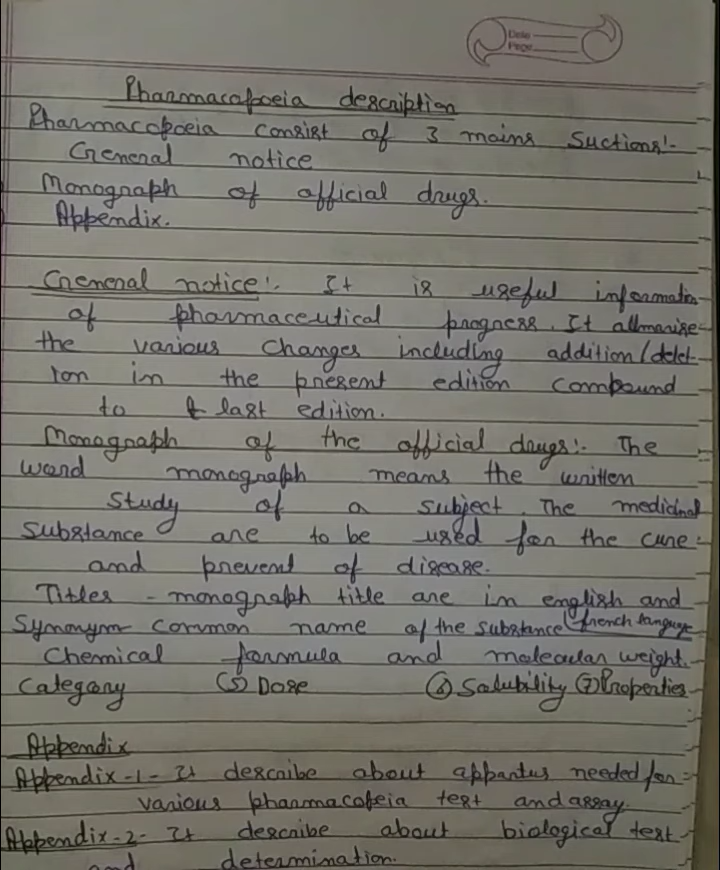 Date
Page
Pharmacopoeia description
Pharmacopoeia consist of 3 mains Suctions:-
General notice
Monograph of official drugs.
Appendix.
General notice:- It is useful information
of pharmaceutical progress. It allmarise
the various changes including addition/delet-
ion in the present edition compound
to & last edition.
Monograph of the official drugs:- The
word monograph means the written
study of a subject. The medicinal
substance are to be used for the cure
and prevent of disease.
Titles - monograph title are in english and
french language
Synonym common name of the substance
Chemical formula and molecular weight.
Category (5) Dose (6) Solubility (7) Properties
Appendix
Appendix-1- It describe about appartus needed for
various pharmacopeia test and assay.
Appendix-2- It describe about biological test
and determination.